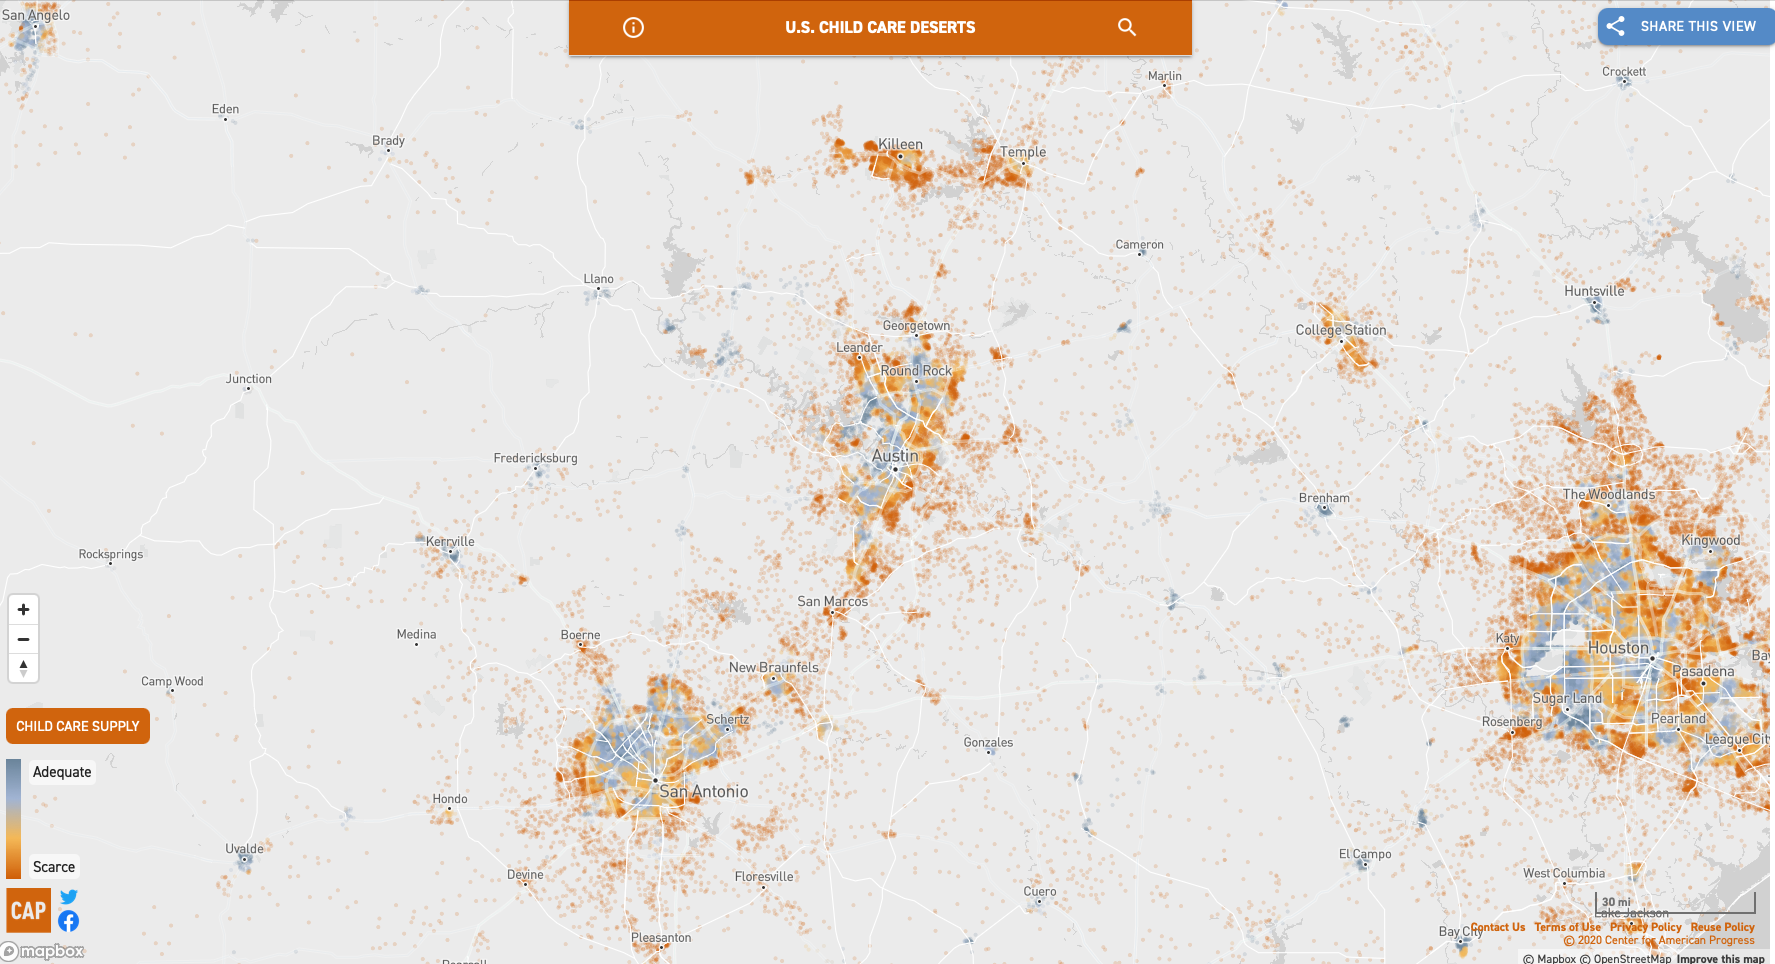 San Angelo
U.S. CHILD CARE DESERTS
SHARE THIS VIEW
Marlin
Crockett
Eden
Brady
Killeen
Temple
Cameron
Llano
Huntsville
Georgetown
College Station
Leander
Round Rock
Junction
Austin
Fredericksburg
The Woodlands
Brenham
Kerrville
Kingwood
Rocksprings
San Marcos
Medina
Boerne
Katy
Houston
Bay
New Braunfels
Pasadena
Camp Wood
Sugar Land
Schertz
Rosenberg
Pearland
CHILD CARE SUPPLY
Gonzales
League City
Adequate
San Antonio
Hondo
Uvalde
El Campo
Scarce
Devine
Floresville
West Columbia
Cuero
30 mi
CAP
Lake Jackson
Contact Us Terms of Use Privacy Policy Reuse Policy
Bay City
Pleasanton
© 2020 Center for American Progress
mapbox
© Mapbox © OpenStreetMap Improve this map